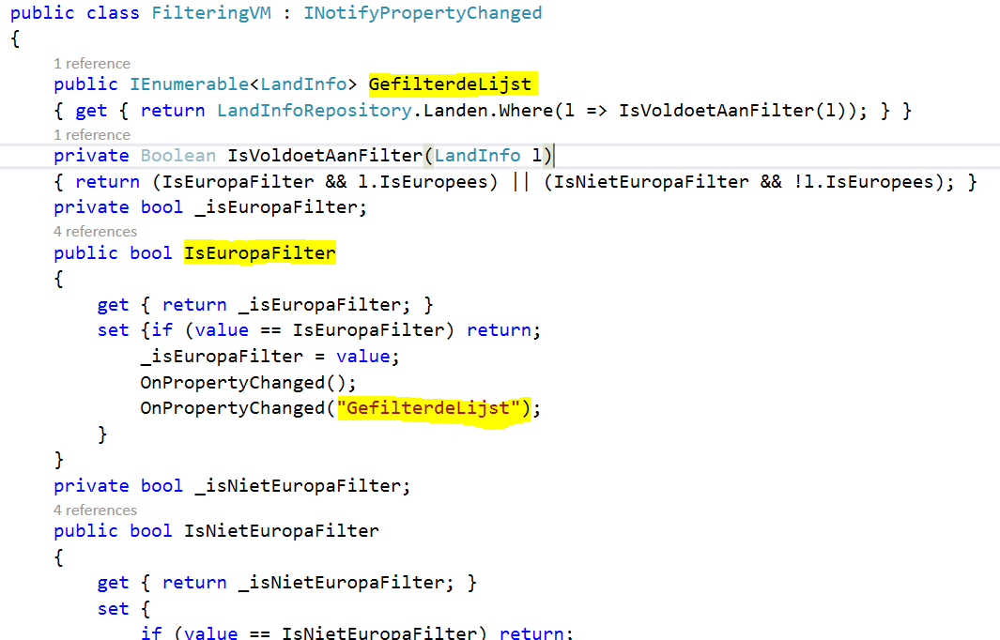 public class FilteringVM : INotifyPropertyChanged
{
1 reference
public IEnumerable<LandInfo> GefilterdeLijst
{ get { return LandInfoRepository.Landen.Where(l => IsVoldoetAanFilter(l)); } }
1 reference
private Boolean IsVoldoetAanFilter(LandInfo l)
{ return (IsEuropaFilter && l.IsEuropees) || (IsNietEuropaFilter && !l.IsEuropees); }
private bool _isEuropaFilter;
4 references
public bool IsEuropaFilter
{
get { return _isEuropaFilter; }
set {if (value == IsEuropaFilter) return;
_isEuropaFilter = value;
OnPropertyChanged();
OnPropertyChanged("GefilterdeLijst");
}
}
private bool _isNietEuropaFilter;
4 references
public bool IsNietEuropaFilter
{
get { return _isNietEuropaFilter; }
set {
if (value == IsNietEuropaFilter) return;